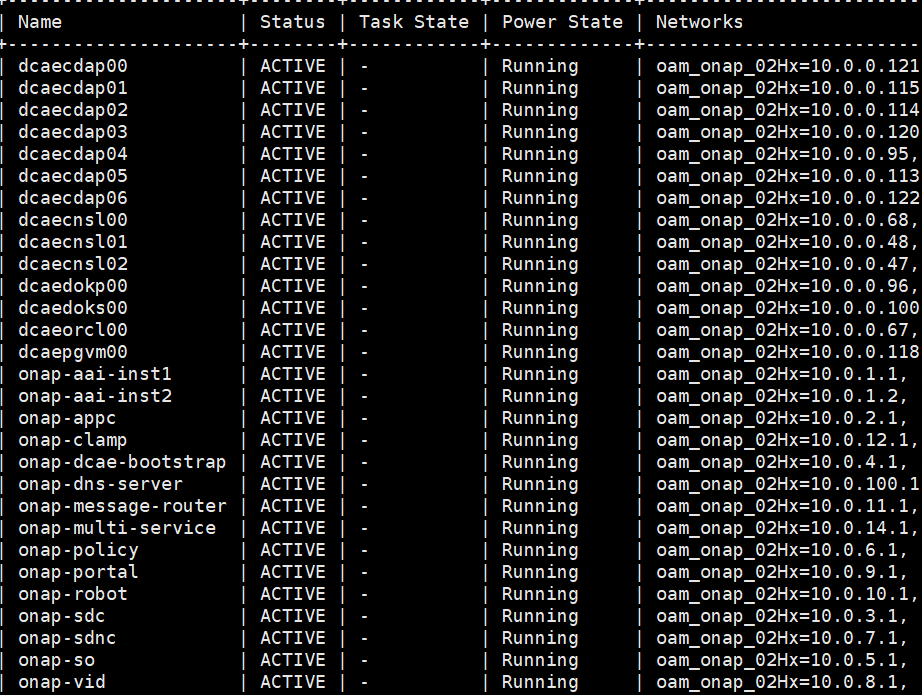 | Name | Status | Task State | Power State | Networks
| dcaecdap00 | ACTIVE | - | Running | oam_onap_02Hx=10.0.0.121
| dcaecdap01 | ACTIVE | - | Running | oam_onap_02Hx=10.0.0.115
| dcaecdap02 | ACTIVE | - | Running | oam_onap_02Hx=10.0.0.114
| dcaecdap03 | ACTIVE | - | Running | oam_onap_02Hx=10.0.0.120
| dcaecdap04 | ACTIVE | - | Running | oam_onap_02Hx=10.0.0.95,
| dcaecdap05 | ACTIVE | - | Running | oam_onap_02Hx=10.0.0.113
| dcaecdap06 | ACTIVE | - | Running | oam_onap_02Hx=10.0.0.122
| dcaecnsl00 | ACTIVE | - | Running | oam_onap_02Hx=10.0.0.68,
| dcaecnsl01 | ACTIVE | - | Running | oam_onap_02Hx=10.0.0.48,
| dcaecnsl02 | ACTIVE | - | Running | oam_onap_02Hx=10.0.0.47,
| dcaedokp00 | ACTIVE | - | Running | oam_onap_02Hx=10.0.0.96,
| dcaedoks00 | ACTIVE | - | Running | oam_onap_02Hx=10.0.0.100
| dcaeorcl00 | ACTIVE | - | Running | oam_onap_02Hx=10.0.0.67,
| dcaepgvm00 | ACTIVE | - | Running | oam_onap_02Hx=10.0.0.118
| onap-aai-inst1 | ACTIVE | - | Running | oam_onap_02Hx=10.0.1.1,
| onap-aai-inst2 | ACTIVE | - | Running | oam_onap_02Hx=10.0.1.2,
| onap-appc | ACTIVE | - | Running | oam_onap_02Hx=10.0.2.1,
| onap-clamp | ACTIVE | - | Running | oam_onap_02Hx=10.0.12.1,
| onap-dcae-bootstrap | ACTIVE | - | Running | oam_onap_02Hx=10.0.4.1,
| onap-dns-server | ACTIVE | - | Running | oam_onap_02Hx=10.0.100.1
| onap-message-router | ACTIVE | - | Running | oam_onap_02Hx=10.0.11.1,
| onap-multi-service | ACTIVE | - | Running | oam_onap_02Hx=10.0.14.1,
| onap-policy | ACTIVE | - | Running | oam_onap_02Hx=10.0.6.1,
| onap-portal | ACTIVE | - | Running | oam_onap_02Hx=10.0.9.1,
| onap-robot | ACTIVE | - | Running | oam_onap_02Hx=10.0.10.1,
| onap-sdc | ACTIVE | - | Running | oam_onap_02Hx=10.0.3.1,
| onap-sdnc | ACTIVE | - | Running | oam_onap_02Hx=10.0.7.1,
| onap-so | ACTIVE | - | Running | oam_onap_02Hx=10.0.5.1,
| onap-vid | ACTIVE | - | Running | oam_onap_02Hx=10.0.8.1,